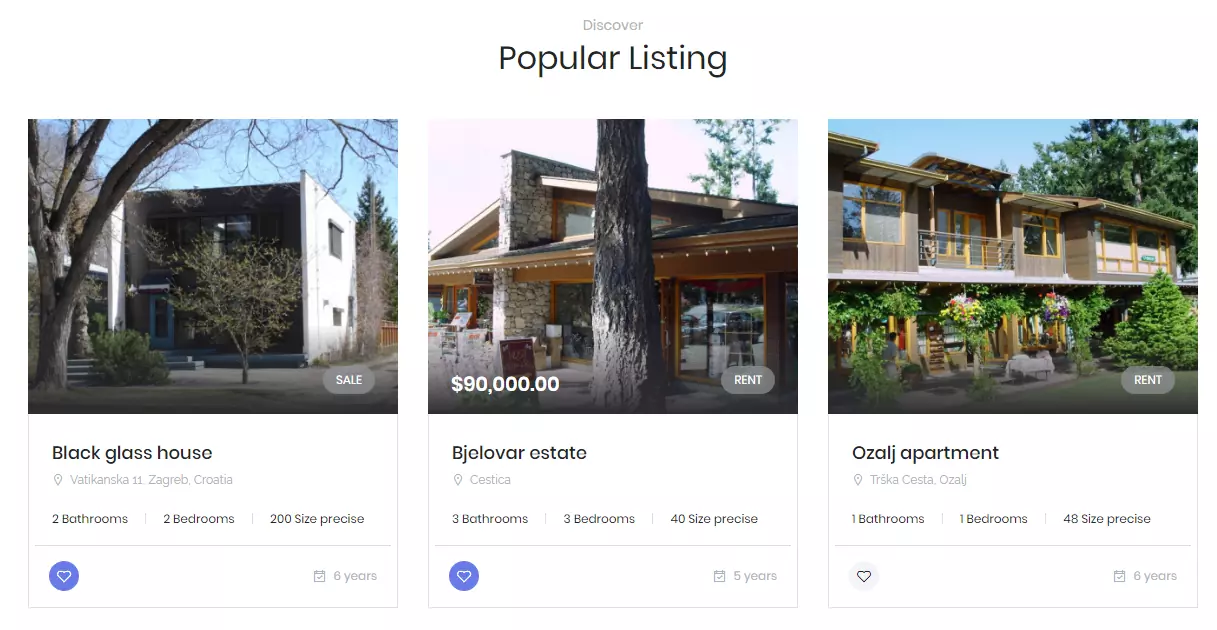 Discover
Popular Listing
SALE
$90,000.00
RENT
RENT
Black glass house
Vatikanska 11, Zagreb, Croatia
2 Bathrooms
2 Bedrooms
200 Size precise
6 years
Bjelovar estate
Cestica
3 Bathrooms
3 Bedrooms
40 Size precise
5 years
Ozalj apartment
Trška Cesta, Ozalj
1 Bathrooms
1 Bedrooms
48 Size precise
6 years